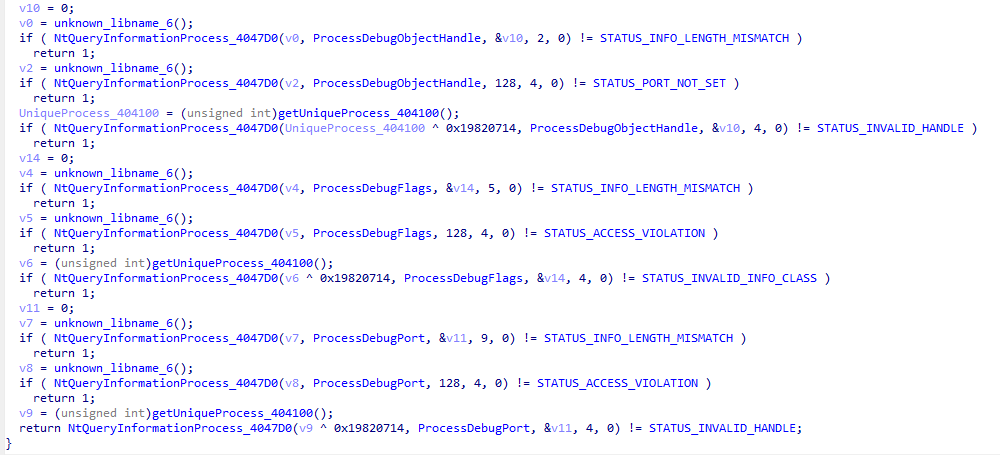 v10 = 0;
v0 = unknown_libname_6();
if ( NtQueryInformationProcess_4047D0(v0, ProcessDebugObjectHandle, &v10, 2, 0) != STATUS_INFO_LENGTH_MISMATCH )
return 1;
v2 = unknown_libname_6();
if ( NtQueryInformationProcess_4047D0(v2, ProcessDebugObjectHandle, 128, 4, 0) != STATUS_PORT_NOT_SET )
return 1;
UniqueProcess_404100 = (unsigned int)getUniqueProcess_404100();
if ( NtQueryInformationProcess_4047D0(UniqueProcess_404100 ^ 0x19820714, ProcessDebugObjectHandle, &v10, 4, 0) != STATUS_INVALID_HANDLE )
return 1;
v14 = 0;
v4 = unknown_libname_6();
if ( NtQueryInformationProcess_4047D0(v4, ProcessDebugFlags, &v14, 5, 0) != STATUS_INFO_LENGTH_MISMATCH )
return 1;
v5 = unknown_libname_6();
if ( NtQueryInformationProcess_4047D0(v5, ProcessDebugFlags, 128, 4, 0) != STATUS_ACCESS_VIOLATION )
return 1;
v6 = (unsigned int)getUniqueProcess_404100();
if ( NtQueryInformationProcess_4047D0(v6 ^ 0x19820714, ProcessDebugFlags, &v14, 4, 0) != STATUS_INVALID_INFO_CLASS )
return 1;
v11 = 0;
v7 = unknown_libname_6();
if ( NtQueryInformationProcess_4047D0(v7, ProcessDebugPort, &v11, 9, 0) != STATUS_INFO_LENGTH_MISMATCH )
return 1;
v8 = unknown_libname_6();
if ( NtQueryInformationProcess_4047D0(v8, ProcessDebugPort, 128, 4, 0) != STATUS_ACCESS_VIOLATION )
return 1;
v9 = (unsigned int)getUniqueProcess_404100();
return NtQueryInformationProcess_4047D0(v9 ^ 0x19820714, ProcessDebugPort, &v11, 4, 0) != STATUS_INVALID_HANDLE;
}